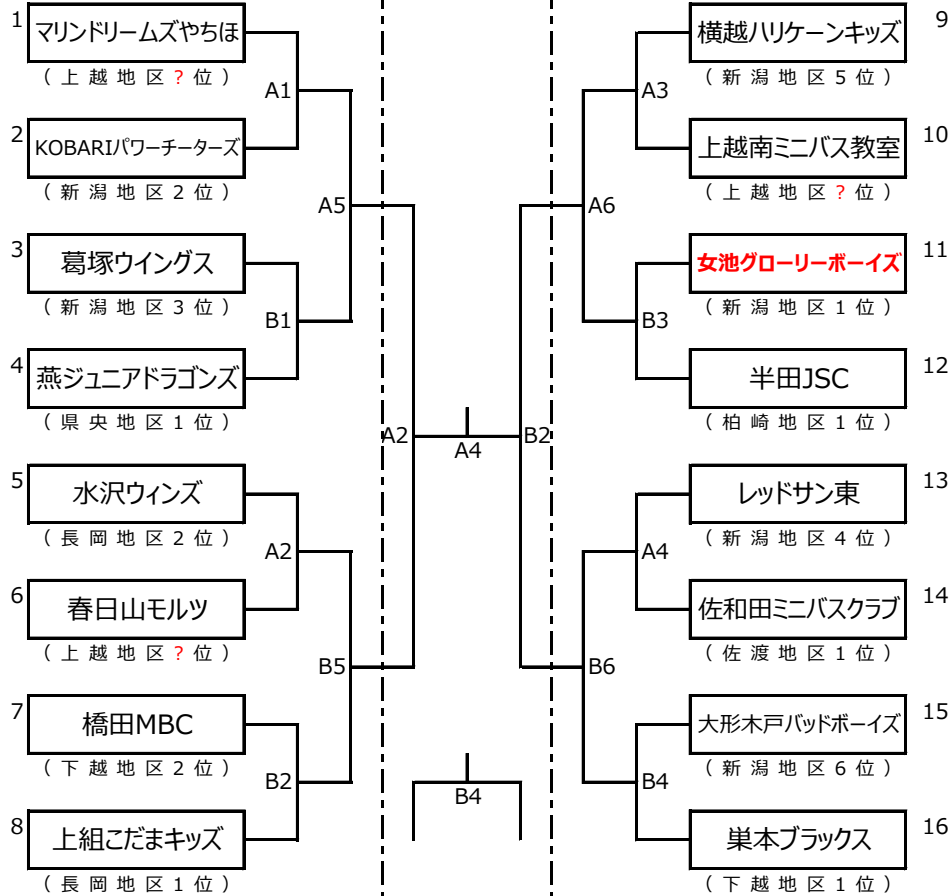 1
マリンドリームズやちほ
(上越地区?位)
2
KOBARIパワーチーターズ
(新潟地区2位)
A1
3
葛塚ウイングス
(新潟地区3位)
4
燕ジュニアドラゴンズ
(県央地区1位)
B1
A5
5
水沢ウィンズ
(長岡地区2位)
6
春日山モルツ
(上越地区?位)
A2
7
橋田MBC
(下越地区2位)
8
上組こだまキッズ
(長岡地区1位)
B2
B5
A2
A4
B2
B4
9
横越ハリケーンキッズ
(新潟地区5位)
10
上越南ミニバス教室
(上越地区?位)
A3
11
女池グローリーボーイズ
(新潟地区1位)
12
半田JSC
(柏崎地区1位)
B3
A6
13
レッドサン東
(新潟地区4位)
14
佐和田ミニバスクラブ
(佐渡地区1位)
A4
15
大形木戸バッドボーイズ
(新潟地区6位)
16
巣本ブラックス
(下越地区1位)
B4
B6